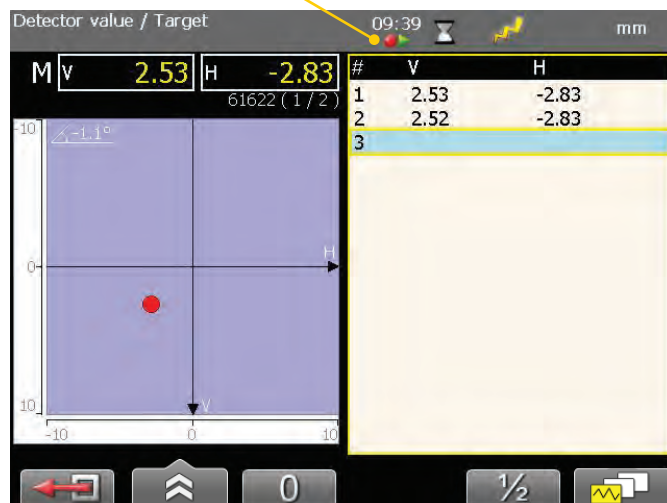 Detector value / Target 09:39 mm
M V 2.53 H -2.83
61622 ( 1 / 2 )
# V H
1 2.53 -2.83
2 2.52 -2.83
3
-10
-1.1°
H
0
10
V
-10 0 10
0
½